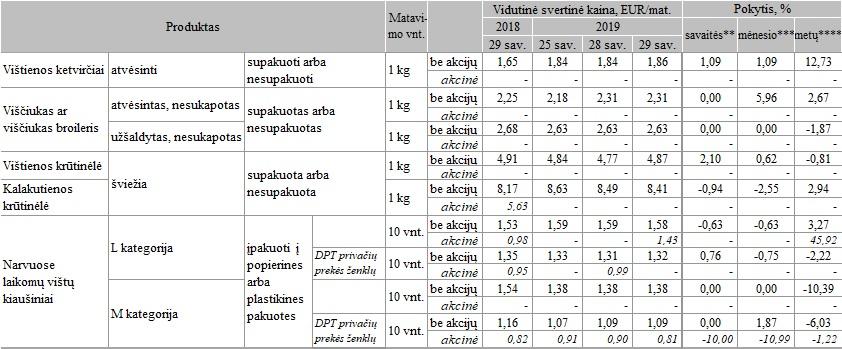 Produktas Matavi-
mo vnt. Vidutinė svertinė kaina, EUR/mat. Pokytis, %
2018 2019 savaitės** mėnesio*** metų****
29 sav. 25 sav. 28 sav. 29 sav.
Vištienos ketvirčiai atvėsinti supakuoti arba
nesupakuoti 1 kg be akcijų 1,65 1,84 1,84 1,86 1,09 1,09 12,73
akcinė - - - - - - -
Viščiukas ar
viščiukas broileris atvėsintas, nesukapotas supakuotas arba
nesupakuotas 1 kg be akcijų 2,25 2,18 2,31 2,31 0,00 5,96 2,67
akcinė - - - - - - -
užšaldytas, nesukapotas 1 kg be akcijų 2,68 2,63 2,63 2,63 0,00 0,00 -1,87
akcinė - - - - - - -
Vištienos krūtinėlė šviežia supakuota arba
nesupakuota 1 kg be akcijų 4,91 4,84 4,77 4,87 2,10 0,62 -0,81
akcinė - - - - - - -
Kalakutienos
krūtinėlė 1 kg be akcijų 8,17 8,63 8,49 8,41 -0,94 -2,55 2,94
akcinė 5,63 - - - - - -
Narvuose
laikomų vištų
kiaušiniai L kategorija įpakuoti į
popierines
arba
plastikines
pakuotes 10 vnt. be akcijų 1,53 1,59 1,59 1,58 -0,63 -0,63 3,27
akcinė 0,98 - - 1,43 - - 45,92
DPT privačių
prekės ženklų 10 vnt. be akcijų 1,35 1,33 1,31 1,32 0,76 -0,75 -2,22
akcinė 0,95 - 0,99 - - - -
M kategorija 10 vnt. be akcijų 1,54 1,38 1,38 1,38 0,00 0,00 -10,39
akcinė - - - - - - -
DPT privačių
prekės ženklų 10 vnt. be akcijų 1,16 1,07 1,09 1,09 0,00 1,87 -6,03
akcinė 0,82 0,91 0,90 0,81 -10,00 -10,99 -1,22